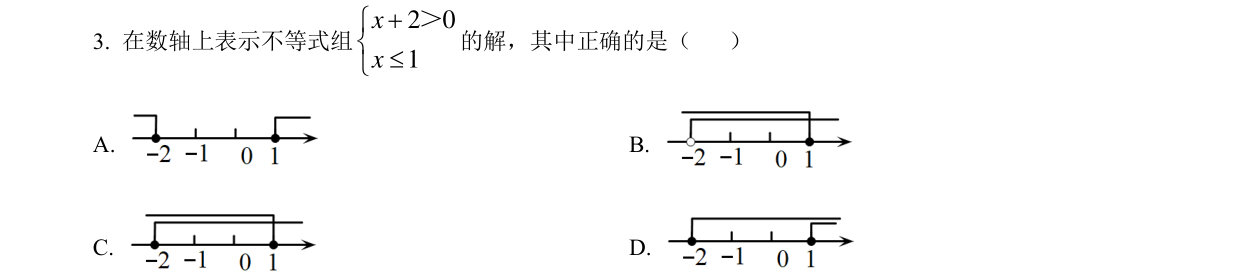 3. 在数轴上表示不等式组{x+2>0
x≤1 的解，其中正确的是（  ）
A. −2 −1 0 1
B. −2 −1 0 1
C. −2 −1 0 1
D. −2 −1 0 1